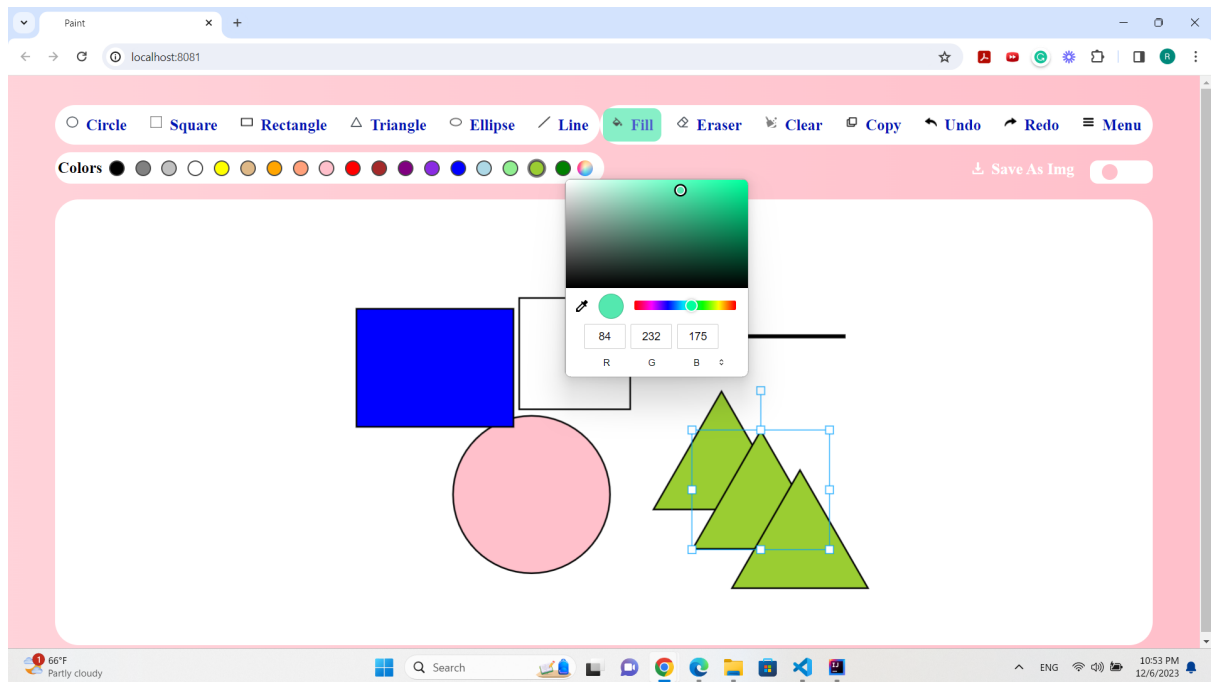 Paint
localhost:8081
R
Circle Square Rectangle Triangle Ellipse Line Fill Eraser Clear Copy Undo Redo Menu
Colors
Save As Img
84 232 175
R G B
1
66°F
Partly cloudy
Search
ENG
10:53 PM
12/6/2023